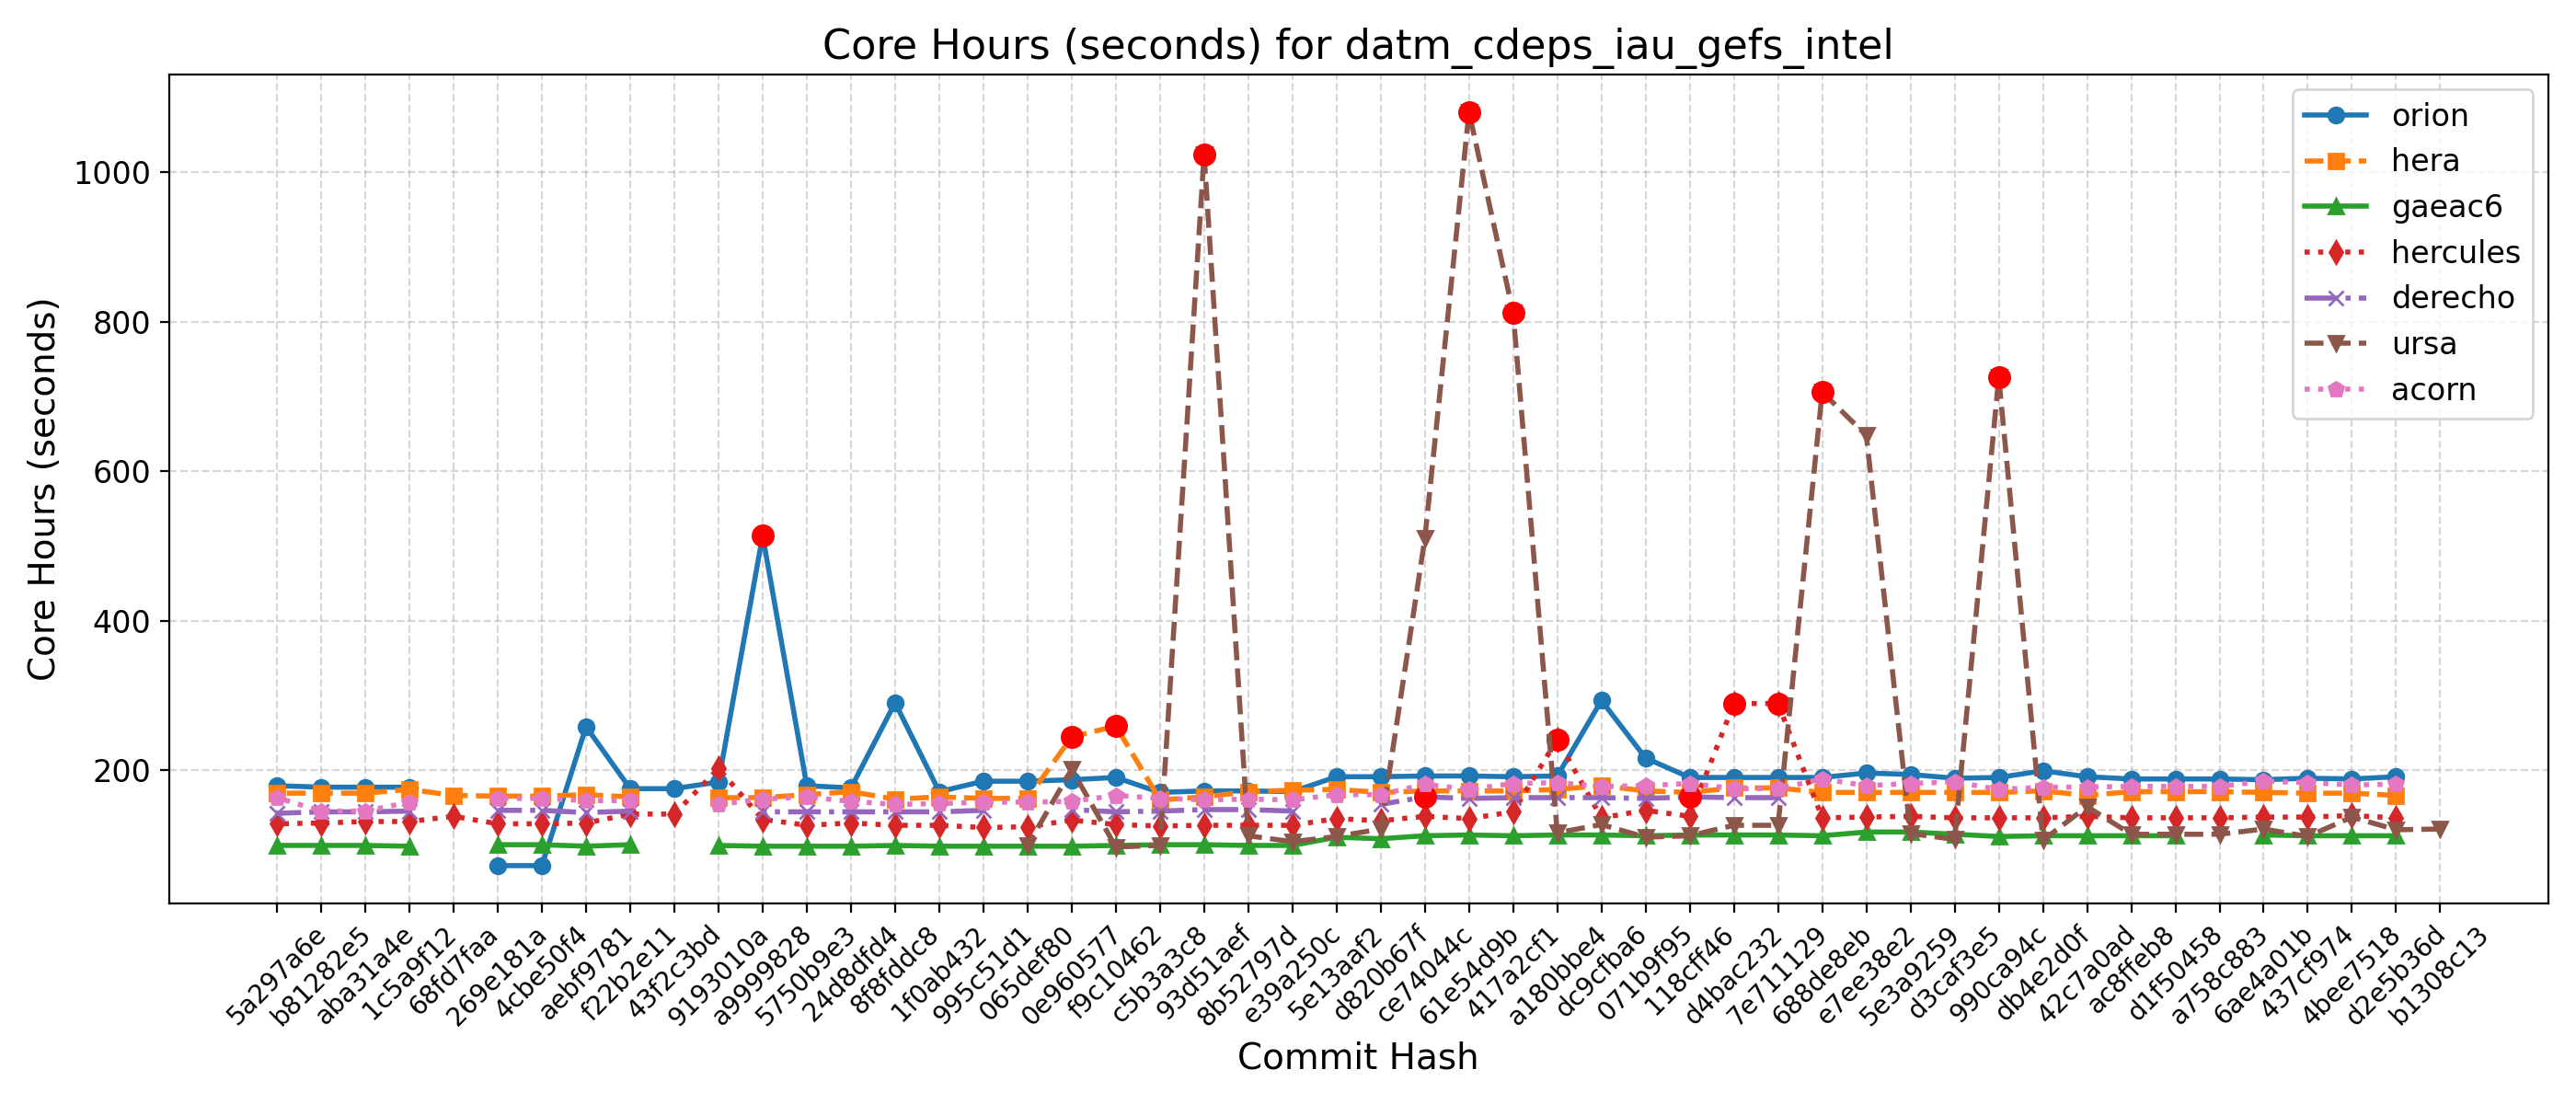 Core Hours (seconds) for datm_cdeps_iau_gefs_intel
Core Hours (seconds)
1000
800
600
400
200
orion
hera
gaeac6
hercules
derecho
ursa
acorn
5a297a6e
b81282e5
aba31a4e
1c5a9f12
68fd7faa
269e181a
4cbe50f4
aebf9781
f22b2e11
43f2c3bd
9193010a
a9999828
5750b9e3
24d8dfd4
8f8fddc8
1f0ab432
995c51d1
065def80
0e960577
f9c10462
c5b3a3c8
93d51aef
8b52797d
e39a250c
5e13aaf2
d820b67f
ce74044c
61e54d9b
417a2cf1
a180bbe4
dc9cfba6
071b9f95
118cff46
d4bac232
7e711129
688de8eb
e7ee38e2
5e3a9259
d3caf3e5
990ca94c
db4e2d0f
42c7a0ad
ac8ffeb8
d1f50458
a758c883
6ae4a01b
437cf974
4bee7518
d2e5b36d
b1308c13
Commit Hash